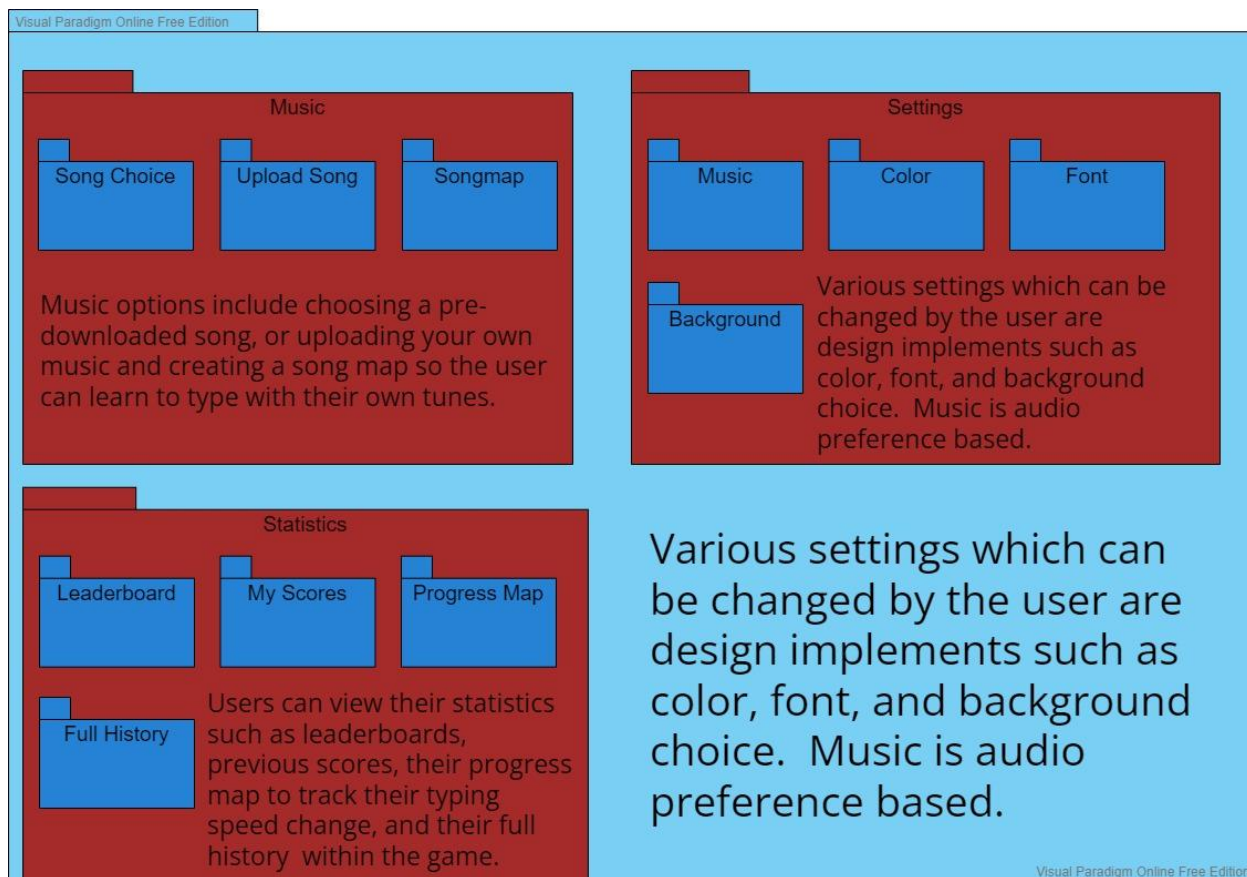 Visual Paradigm Online Free Edition
Music
Song Choice
Upload Song
Songmap
Music options include choosing a pre-
downloaded song, or uploading your own
music and creating a song map so the user
can learn to type with their own tunes.
Settings
Music
Color
Font
Background
Various settings which can be
changed by the user are
design implements such as
color, font, and background
choice.  Music is audio
preference based.
Statistics
Leaderboard
My Scores
Progress Map
Full History
Users can view their statistics
such as leaderboards,
previous scores, their progress
map to track their typing
speed change, and their full
history  within the game.
Various settings which can
be changed by the user are
design implements such as
color, font, and background
choice.  Music is audio
preference based.
Visual Paradigm Online Free Edition